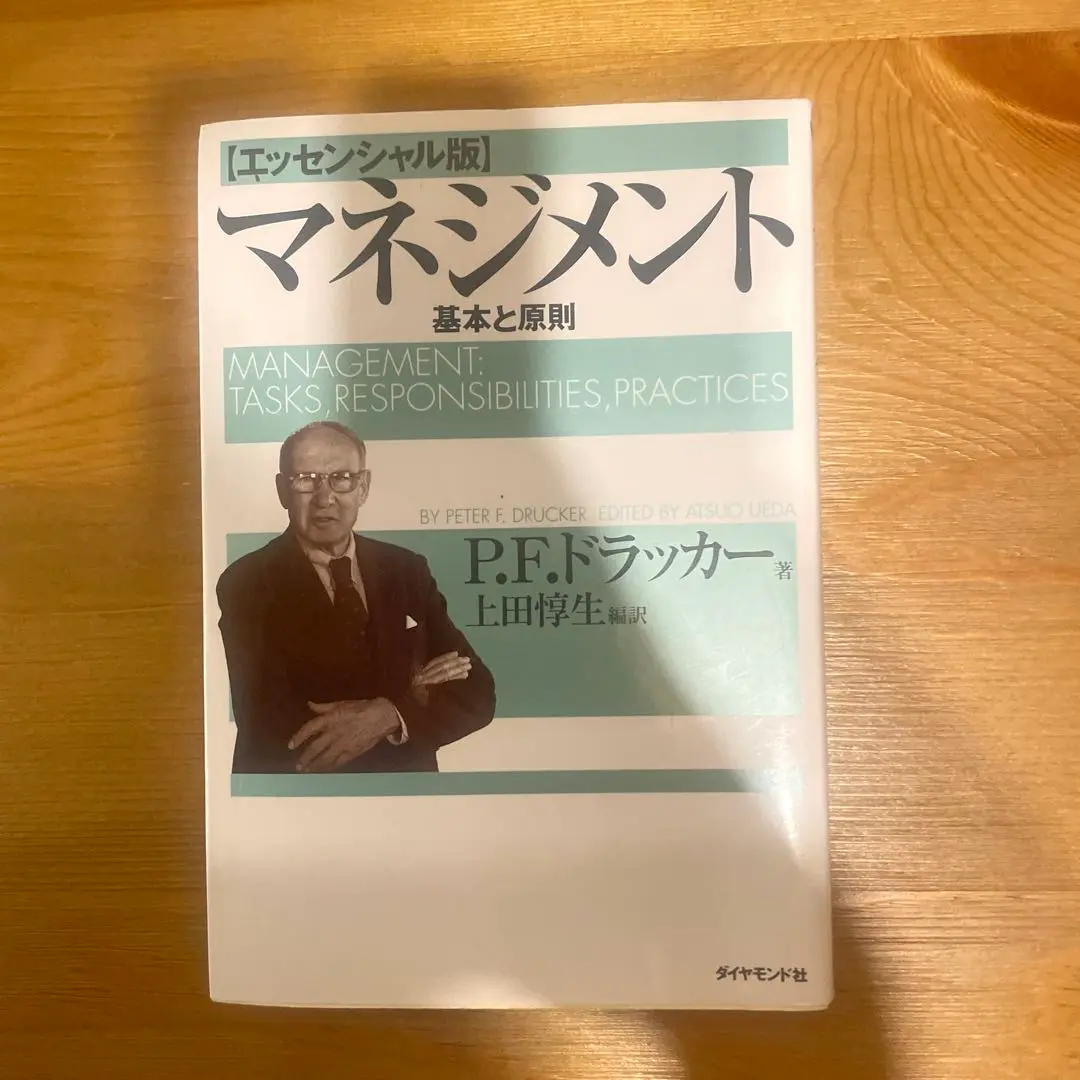 【エッセンシャル版】
マネジメント
基本と原則
MANAGEMENT:
TASKS, RESPONSIBILITIES, PRACTICES
BY PETER F. DRUCKER EDITED BY ATSUO UEDA
P.F.ドラッカー 著
上田惇生 編訳
ダイヤモンド社